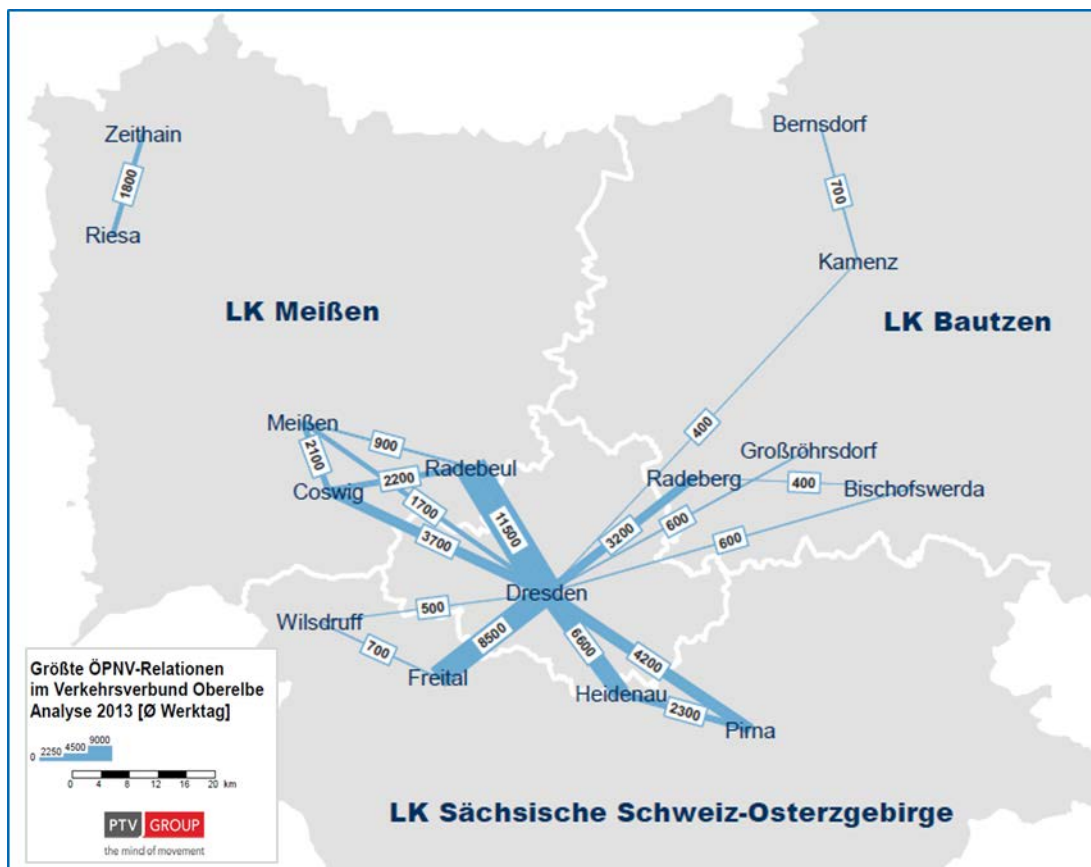 Zeithain
1800
Riesa
Bernsdorf
700
Kamenz
LK Meißen
LK Bautzen
400
Meißen
900
2100
Radebeul
2200
Coswig
1700
3700
11500
Großröhrsdorf
Radeberg
400
Bischofswerda
3200
600
600
Dresden
500
Wilsdruff
700
8500
Freital
6600
4200
Heidenau
2300
Pirna
LK Sächsische Schweiz-Osterzgebirge
Größte ÖPNV-Relationen
im Verkehrsverbund Oberelbe
Analyse 2013 [Ø Werktag]
0 2250 4500 9000
0 4 8 12 16 20 km
PTV GROUP
the mind of movement